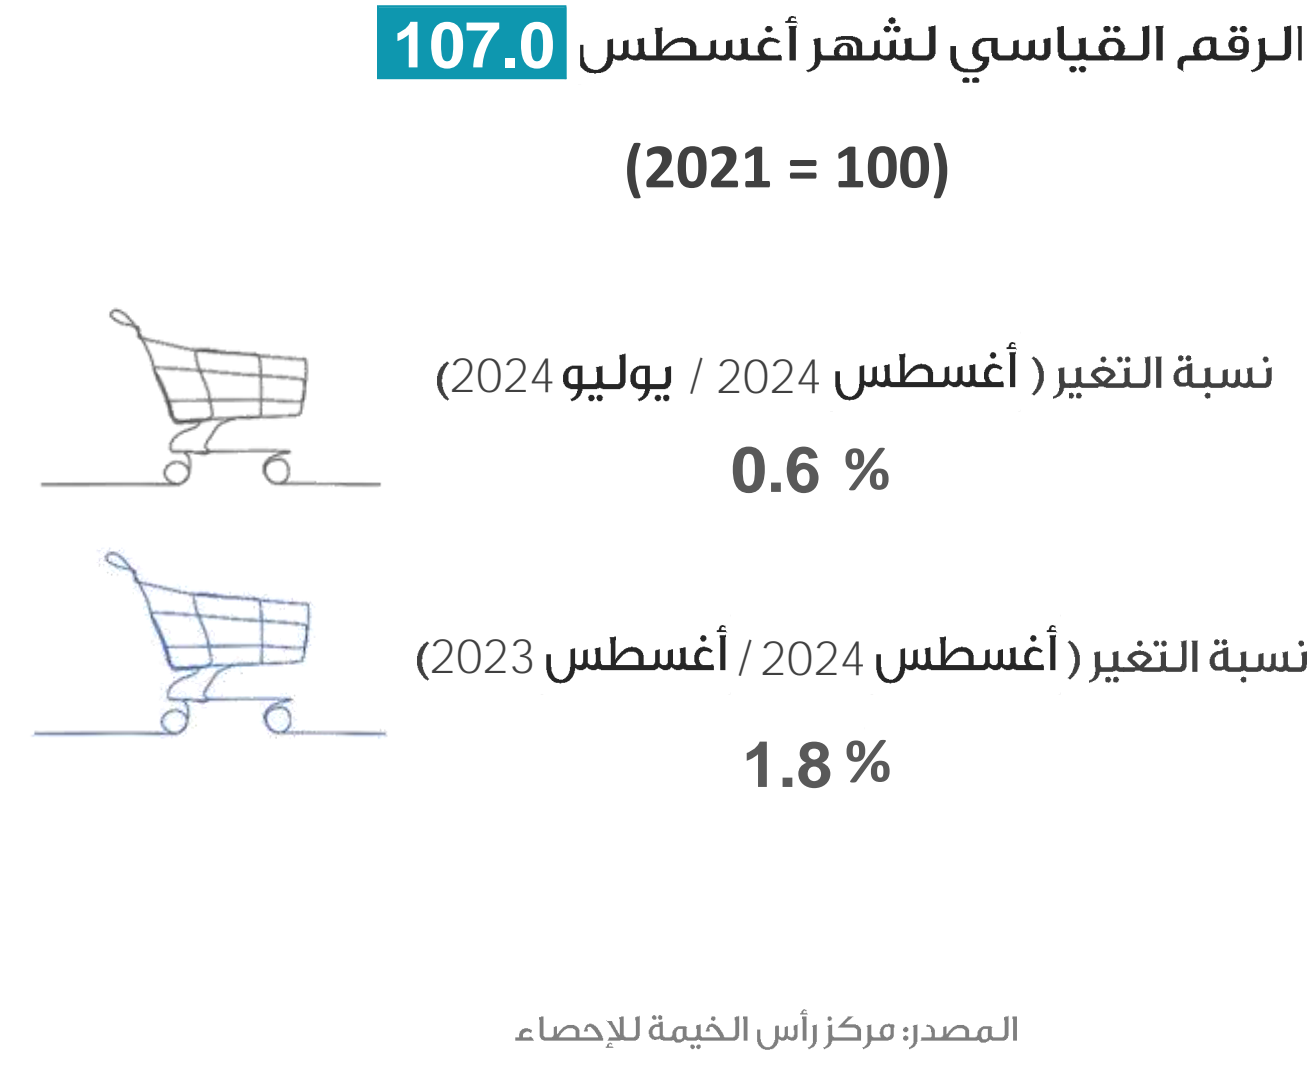 الرقم القياسي لشهر أغسطس 107.0
(2021 = 100)
نسبة التغير ( أغسطس 2024 / يوليو 2024)
0.6 %
نسبة التغير ( أغسطس 2024 / أغسطس 2023)
1.8 %
المصدر: مركز رأس الخيمة للإحصاء